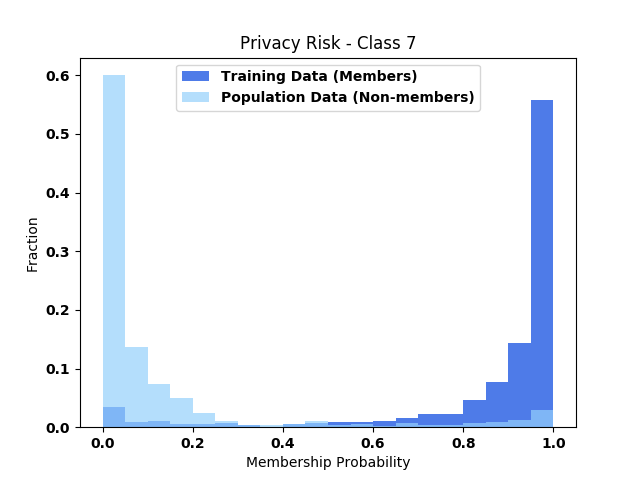 Privacy Risk - Class 7
Training Data (Members)
Population Data (Non-members)
0.6
0.5
0.4
0.3
0.2
0.1
0.0
Fraction
0.0 0.2 0.4 0.6 0.8 1.0
Membership Probability